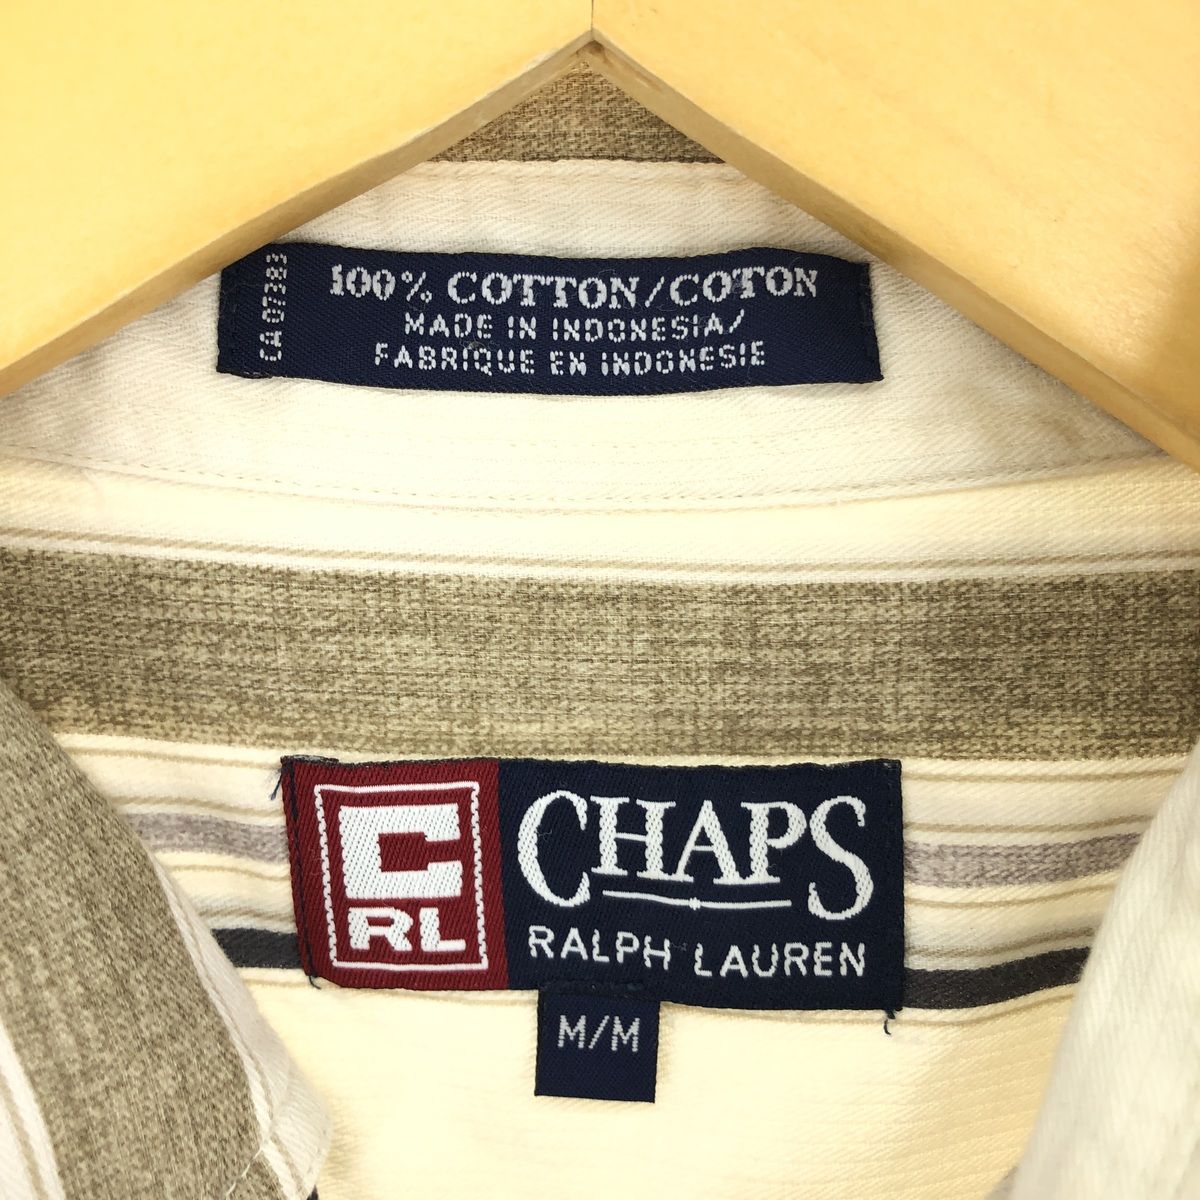 100% COTTON/COTON
MADE IN INDONESIA/
FABRIQUE EN INDONESIE
CA 07383
C
RL
CHAPS
RALPH LAUREN
M/M